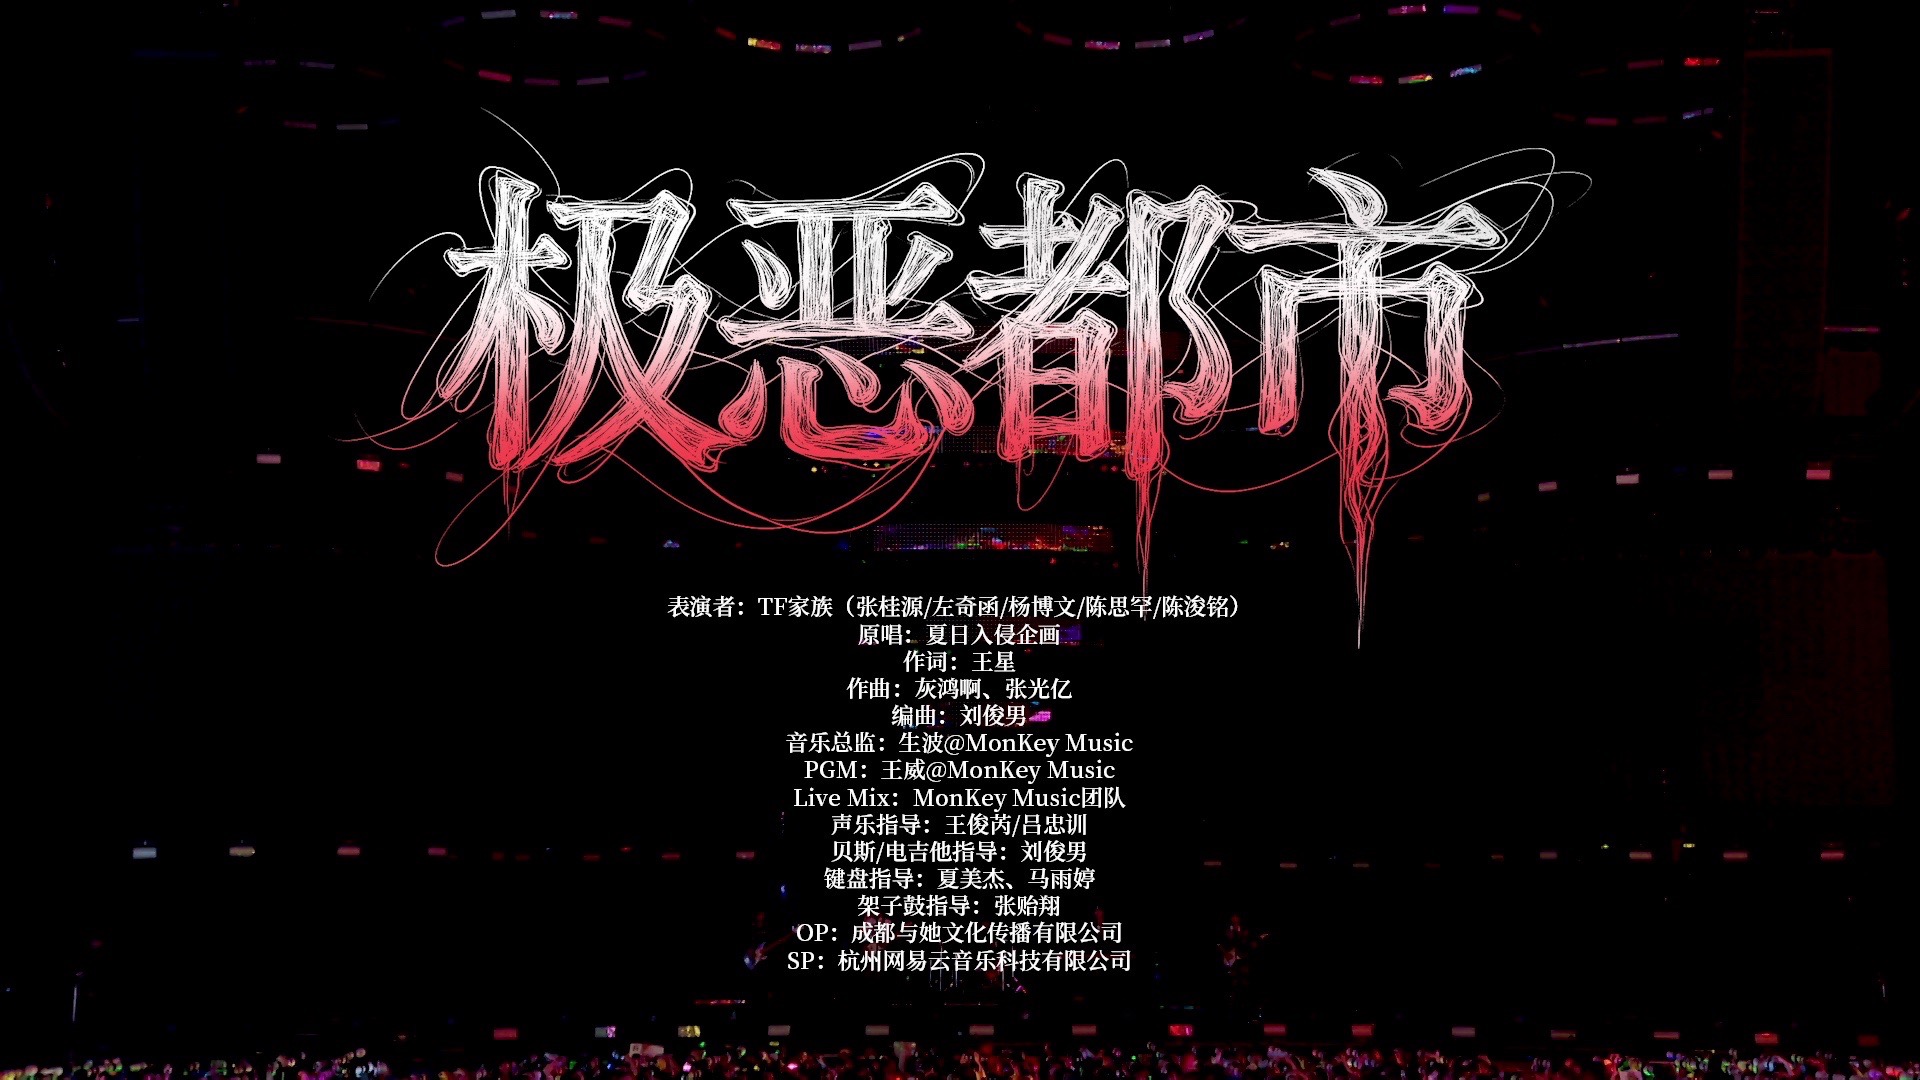 极恶都市
表演者：TF家族（张桂源/左奇函/杨博文/陈思罕/陈浚铭）
原唱：夏日入侵企画
作词：王星
作曲：灰鸿啊、张光亿
编曲：刘俊男
音乐总监：生波@MonKey Music
PGM：王威@MonKey Music
Live Mix：MonKey Music团队
声乐指导：王俊芮/吕忠训
贝斯/电吉他指导：刘俊男
键盘指导：夏美杰、马雨婷
架子鼓指导：张贻翔
OP：成都与她文化传播有限公司
SP：杭州网易云音乐科技有限公司